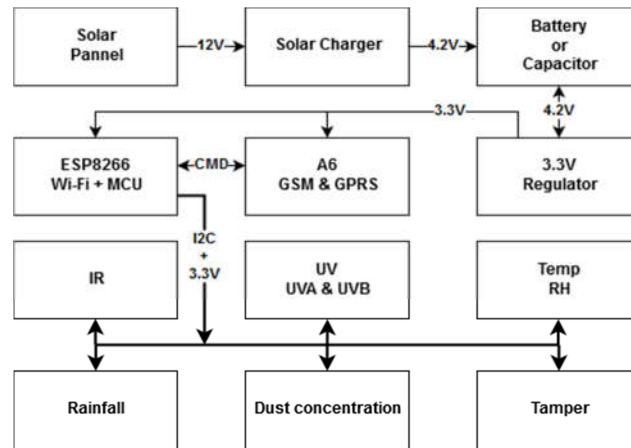 Solar
Pannel
12V
Solar Charger
4.2V
Battery
or
Capacitor
3.3V
4.2V
ESP8266
Wi-Fi + MCU
CMD
A6
GSM & GPRS
3.3V
Regulator
I2C
+
3.3V
IR
UV
UVA & UVB
Temp
RH
Rainfall
Dust concentration
Tamper